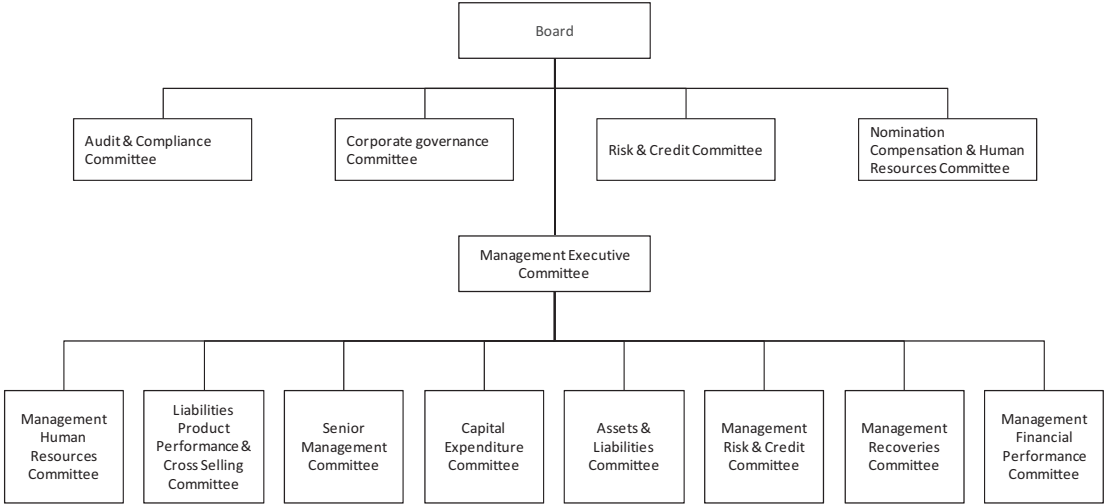 Board
Audit & Compliance
Committee
Corporate governance
Committee
Risk & Credit Committee
Nomination
Compensation & Human
Resources Committee
Management Executive
Committee
Management
Human
Resources
Committee
Liabilities
Product
Performance &
Cross Selling
Committee
Senior
Management
Committee
Capital
Expenditure
Committee
Assets &
Liabilities
Committee
Management
Risk & Credit
Committee
Management
Recoveries
Committee
Management
Financial
Performance
Committee